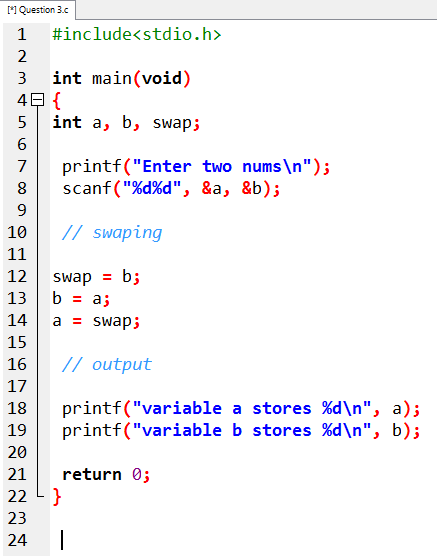 [*] Question 3.c
1 #include<stdio.h>
2
3 int main(void)
4 {
5 int a, b, swap;
6
7 printf("Enter two nums\n");
8 scanf("%d%d", &a, &b);
9
10 // swaping
11
12 swap = b;
13 b = a;
14 a = swap;
15
16 // output
17
18 printf("variable a stores %d\n", a);
19 printf("variable b stores %d\n", b);
20
21 return 0;
22 }
23
24